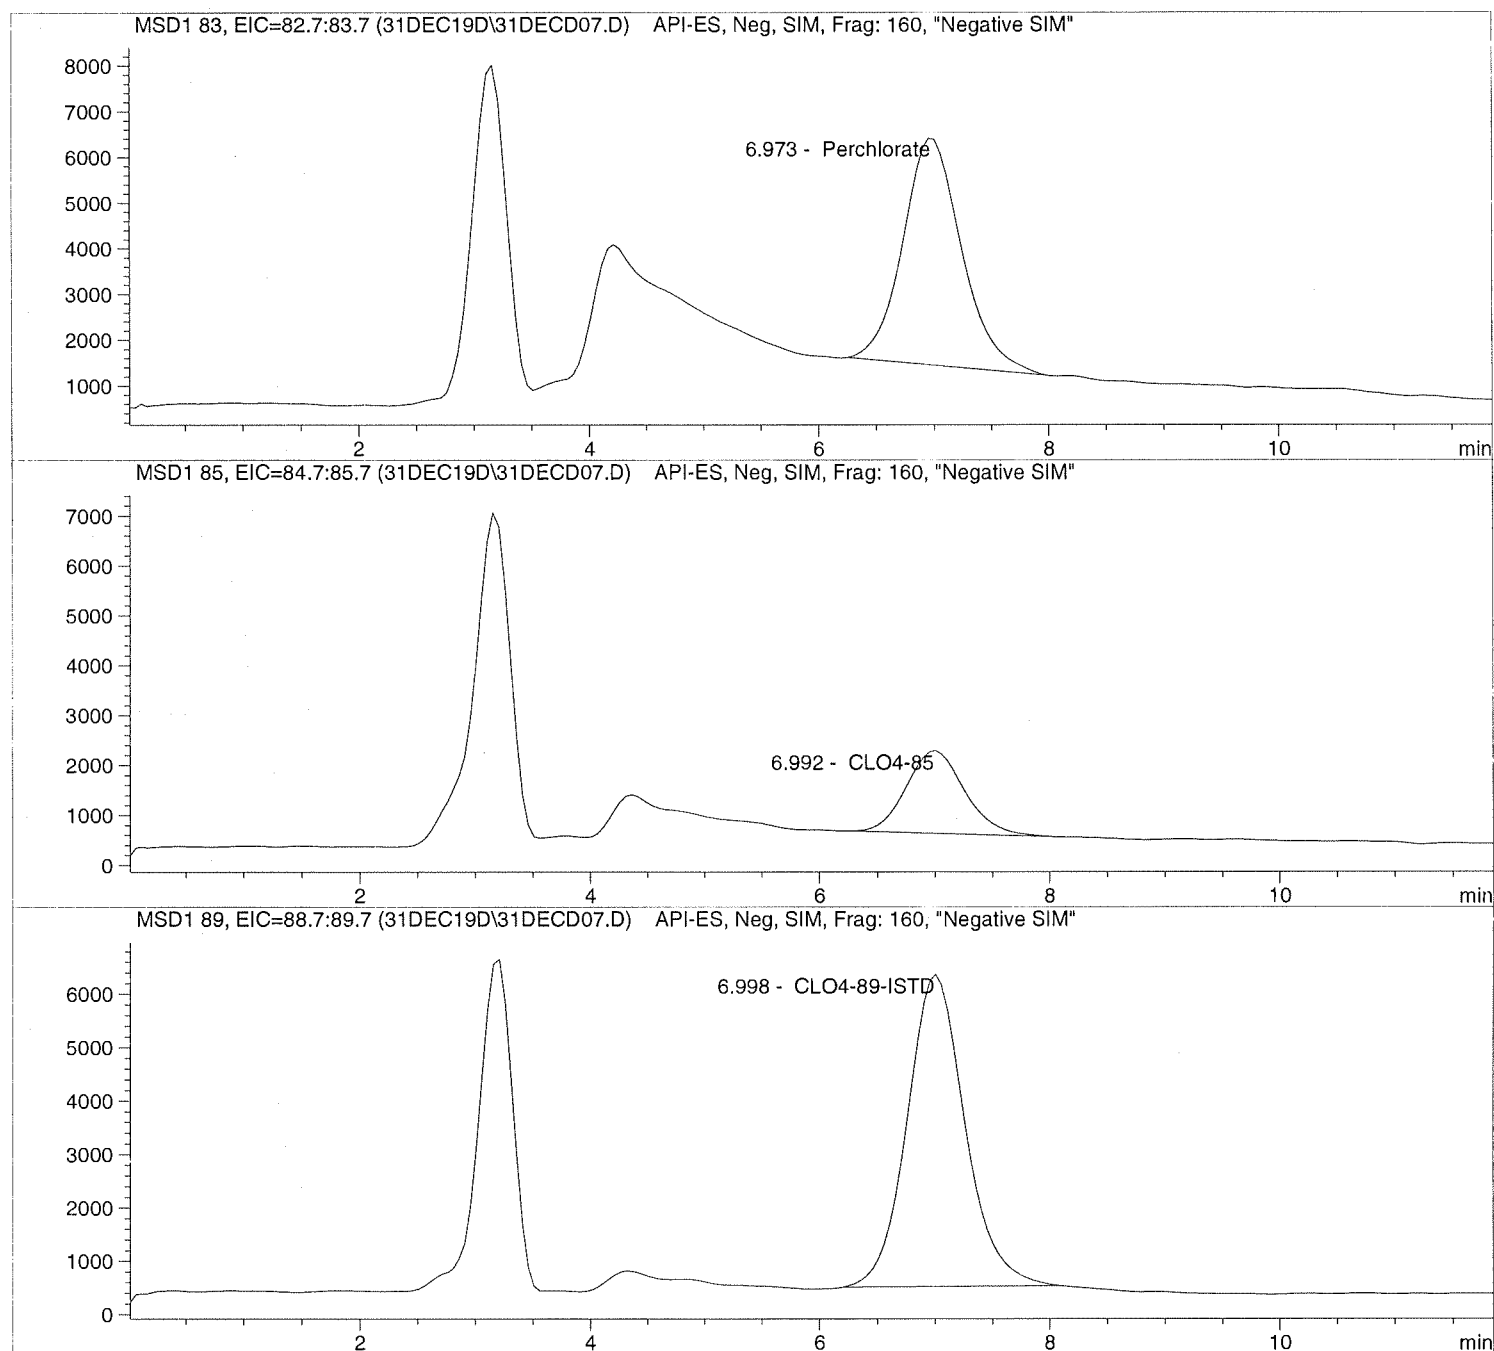 MSD1 83, EIC=82.7:83.7 (31DEC19D\31DECD07.D) API-ES, Neg, SIM, Frag: 160, "Negative SIM"
8000
7000
6000
5000
4000
3000
2000
1000
6.973 - Perchlorate
2 4 6 8 10 min
MSD1 85, EIC=84.7:85.7 (31DEC19D\31DECD07.D) API-ES, Neg, SIM, Frag: 160, "Negative SIM"
7000
6000
5000
4000
3000
2000
1000
0
6.992 - CLO4-85
2 4 6 8 10 min
MSD1 89, EIC=88.7:89.7 (31DEC19D\31DECD07.D) API-ES, Neg, SIM, Frag: 160, "Negative SIM"
6000
5000
4000
3000
2000
1000
0
6.998 - CLO4-89-ISTD
2 4 6 8 10 min